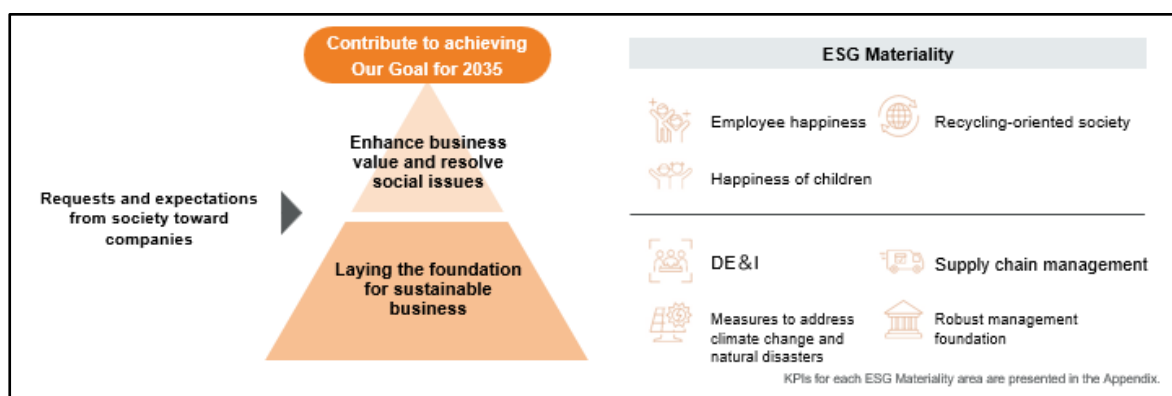 Contribute to achieving
Our Goal for 2035
Enhance business
value and resolve
social issues
Requests and expectations
from society toward
companies
Laying the foundation
for sustainable
business
ESG Materiality
Employee happiness
Recycling-oriented society
Happiness of children
DE&I
Supply chain management
Measures to address
climate change and
natural disasters
Robust management
foundation
KPIs for each ESG Materiality area are presented in the Appendix.